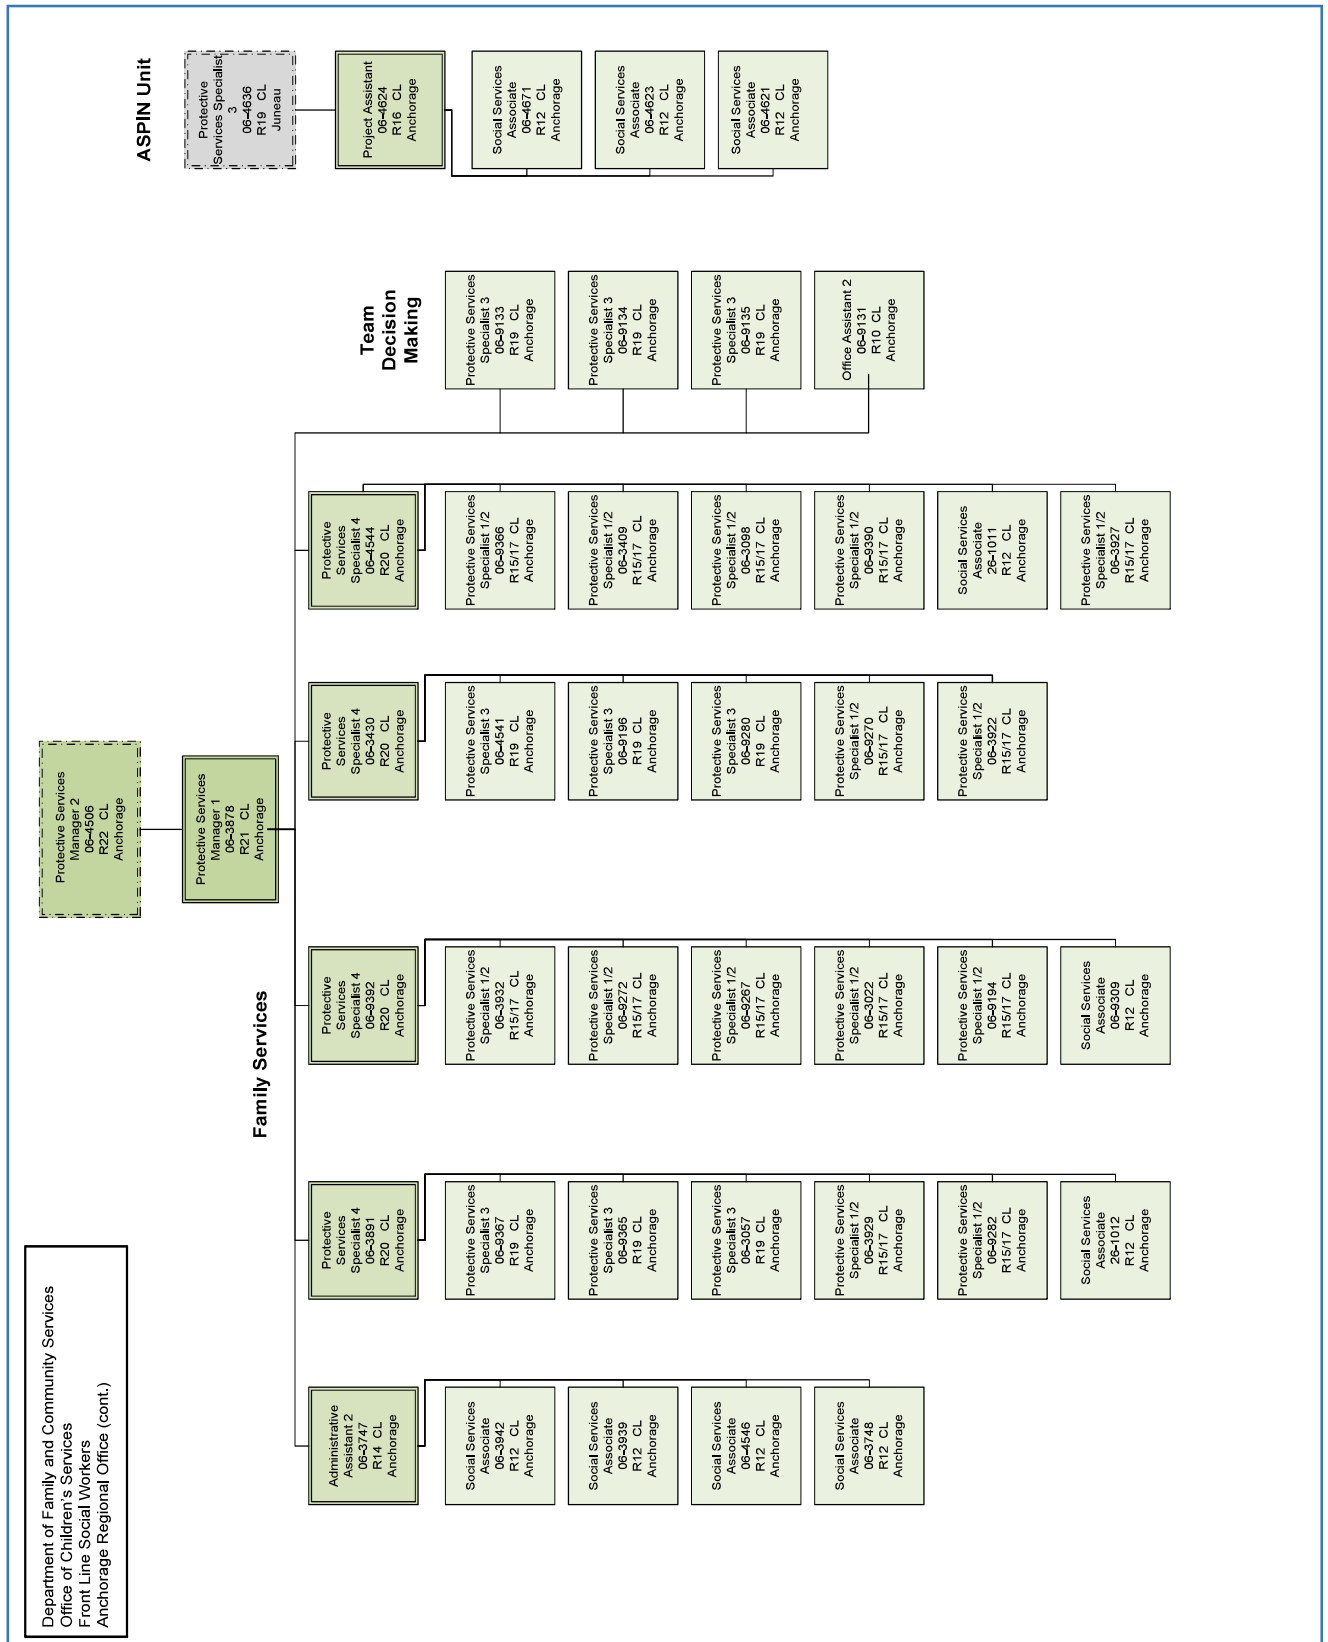 Department of Family and Community Services
Office of Children's Services
Front Line Social Workers
Anchorage Regional Office (cont.)
Protective Services
Manager 2
06-4506
R22 CL
Anchorage
Protective Services
Manager 1
06-3878
R21 CL
Anchorage
Family Services
Administrative
Assistant 2
06-3747
R14 CL
Anchorage
Social Services
Associate
06-3942
R12 CL
Anchorage
Social Services
Associate
06-3939
R12 CL
Anchorage
Social Services
Associate
06-4546
R12 CL
Anchorage
Social Services
Associate
06-3748
R12 CL
Anchorage
Protective
Services
Specialist 4
06-3891
R20 CL
Anchorage
Protective Services
Specialist 3
06-9367
R19 CL
Anchorage
Protective Services
Specialist 3
06-9365
R19 CL
Anchorage
Protective Services
Specialist 3
06-3057
R19 CL
Anchorage
Protective Services
Specialist 1/2
06-3929
R15/17 CL
Anchorage
Protective Services
Specialist 1/2
06-9282
R15/17 CL
Anchorage
Social Services
Associate
26-1012
R12 CL
Anchorage
Protective
Services
Specialist 4
06-9392
R20 CL
Anchorage
Protective Services
Specialist 1/2
06-3932
R15/17 CL
Anchorage
Protective Services
Specialist 1/2
06-9272
R15/17 CL
Anchorage
Protective Services
Specialist 1/2
06-9267
R15/17 CL
Anchorage
Protective Services
Specialist 1/2
06-3022
R15/17 CL
Anchorage
Protective Services
Specialist 1/2
06-9194
R15/17 CL
Anchorage
Social Services
Associate
06-9309
R12 CL
Anchorage
Protective
Services
Specialist 4
06-3430
R20 CL
Anchorage
Protective Services
Specialist 3
06-4541
R19 CL
Anchorage
Protective Services
Specialist 3
06-9196
R19 CL
Anchorage
Protective Services
Specialist 3
06-9280
R19 CL
Anchorage
Protective Services
Specialist 1/2
06-9270
R15/17 CL
Anchorage
Protective Services
Specialist 1/2
06-3922
R15/17 CL
Anchorage
Protective
Services
Specialist 4
06-4544
R20 CL
Anchorage
Protective Services
Specialist 1/2
06-9366
R15/17 CL
Anchorage
Protective Services
Specialist 1/2
06-3409
R15/17 CL
Anchorage
Protective Services
Specialist 1/2
06-3098
R15/17 CL
Anchorage
Protective Services
Specialist 1/2
06-9390
R15/17 CL
Anchorage
Social Services
Associate
26-1011
R12 CL
Anchorage
Protective Services
Specialist 1/2
06-3927
R15/17 CL
Anchorage
Team
Decision
Making
Protective Services
Specialist 3
06-9133
R19 CL
Anchorage
Protective Services
Specialist 3
06-9134
R19 CL
Anchorage
Protective Services
Specialist 3
06-9135
R19 CL
Anchorage
Office Assistant 2
06-9131
R10 CL
Anchorage
ASPIN Unit
Protective
Services Specialist
3
06-4636
R19 CL
Juneau
Project Assistant
06-4624
R16 CL
Anchorage
Social Services
Associate
06-4671
R12 CL
Anchorage
Social Services
Associate
06-4623
R12 CL
Anchorage
Social Services
Associate
06-4621
R12 CL
Anchorage